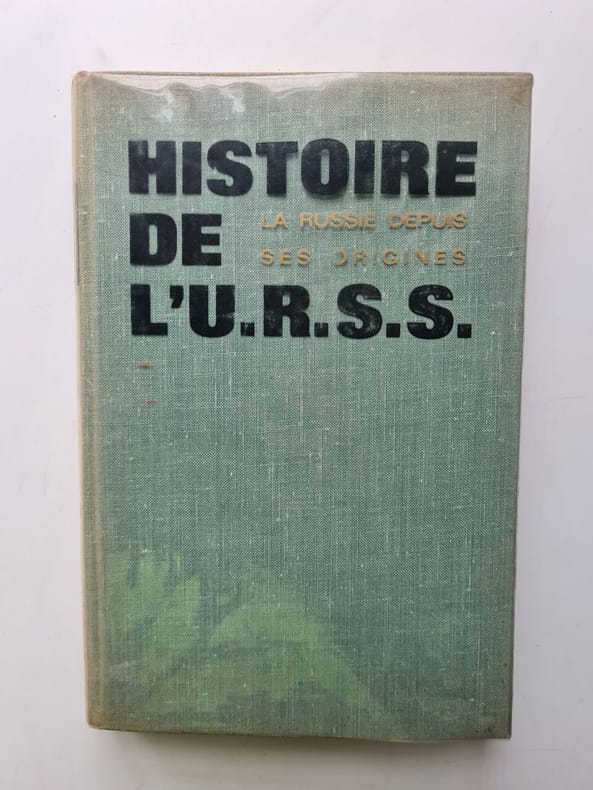 HISTOIRE
DE
LA RUSSIE DEPUIS
SES ORIGINES
L'U.R.S.S.